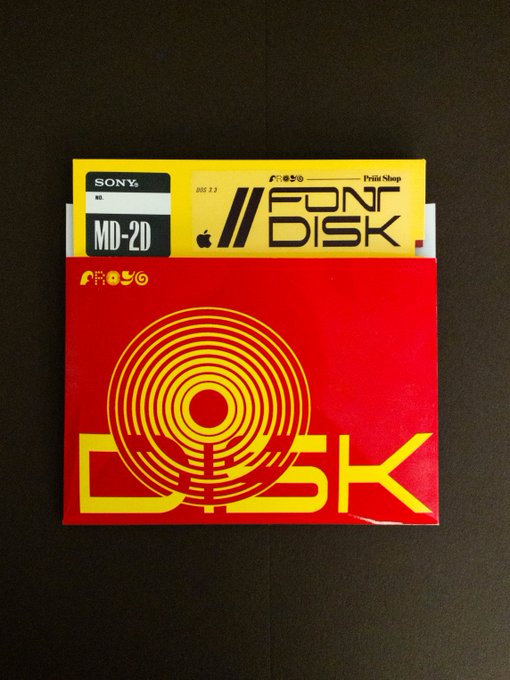 SONY®
NO.
MD-2D
DOS 3.3
FROYO
Print Shop
// FONT
DISK
FROYO
DISK